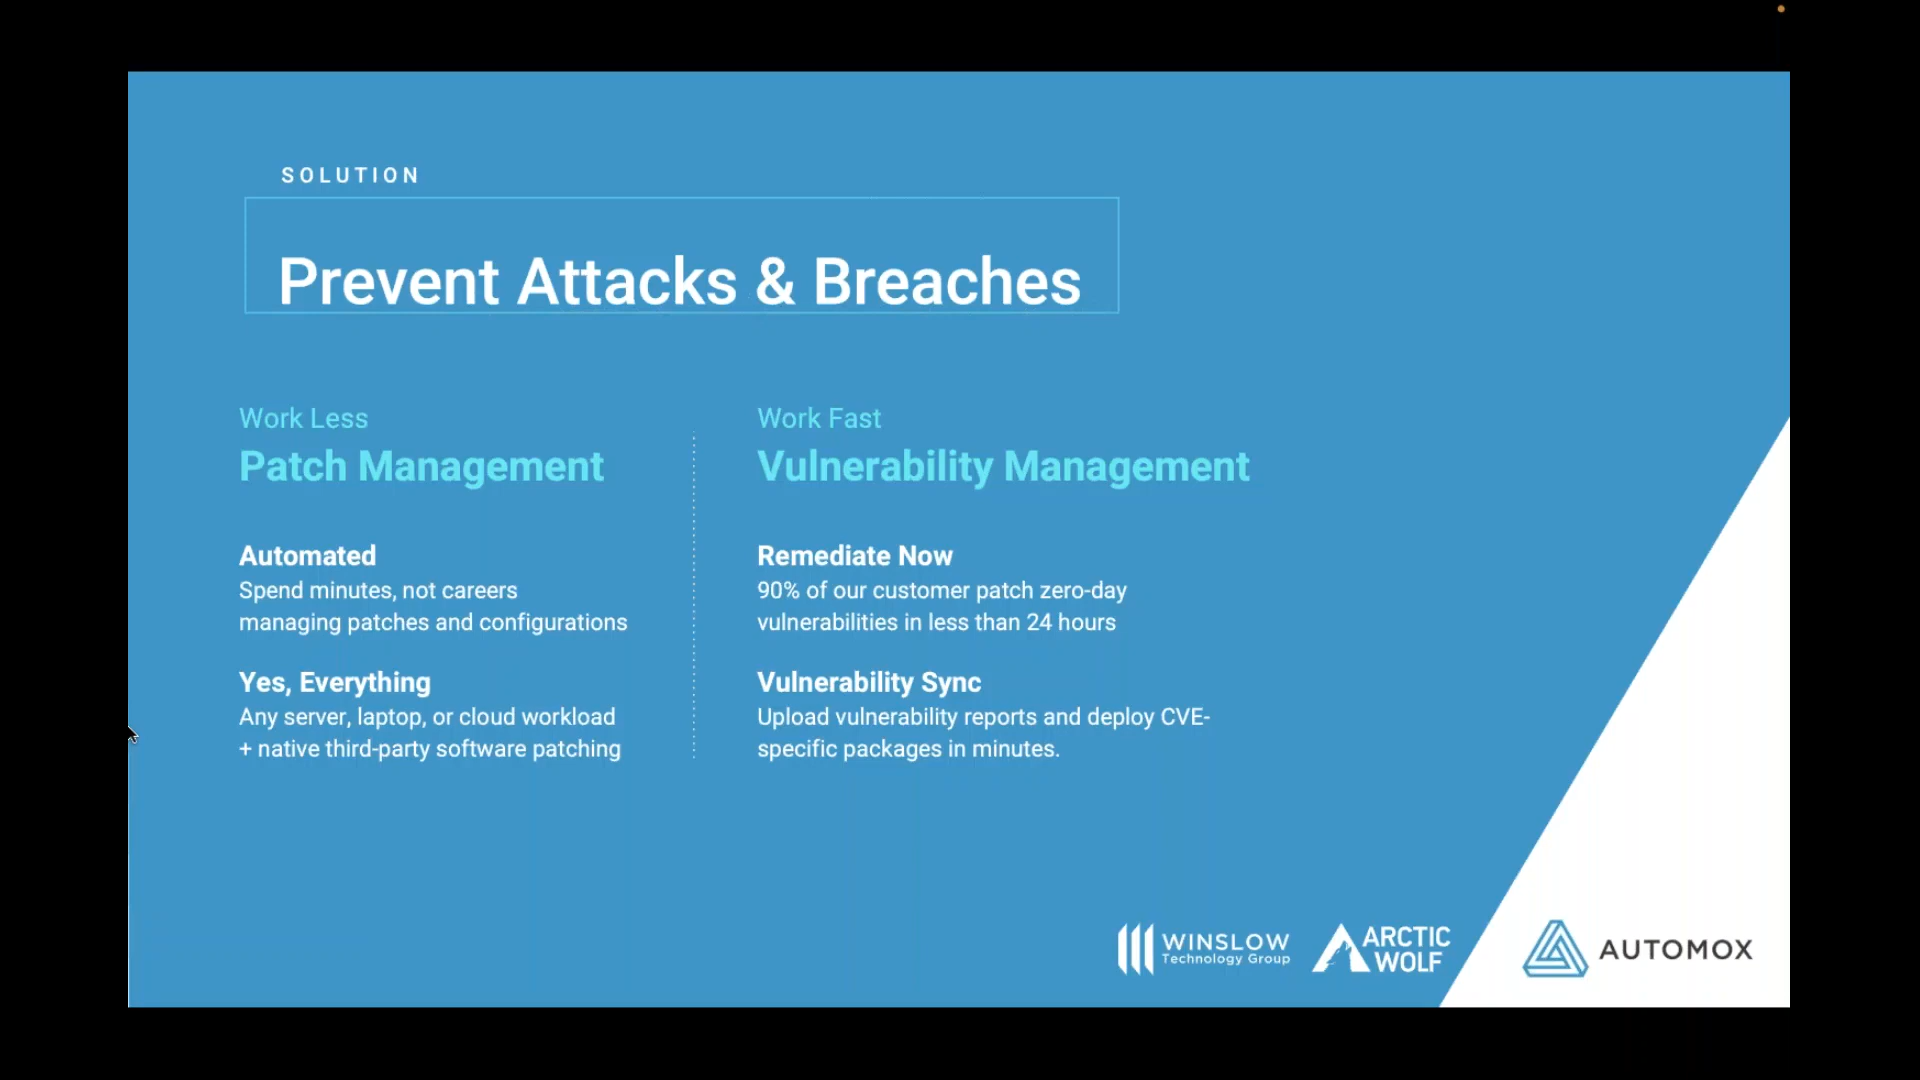 SOLUTION
Prevent Attacks & Breaches
Work Less
Patch Management
Automated
Spend minutes, not careers
managing patches and configurations
Yes, Everything
Any server, laptop, or cloud workload
+ native third-party software patching
Work Fast
Vulnerability Management
Remediate Now
90% of our customer patch zero-day
vulnerabilities in less than 24 hours
Vulnerability Sync
Upload vulnerability reports and deploy CVE-
specific packages in minutes.
WINSLOW
Technology Group
ARCTIC
WOLF
AUTOMOX